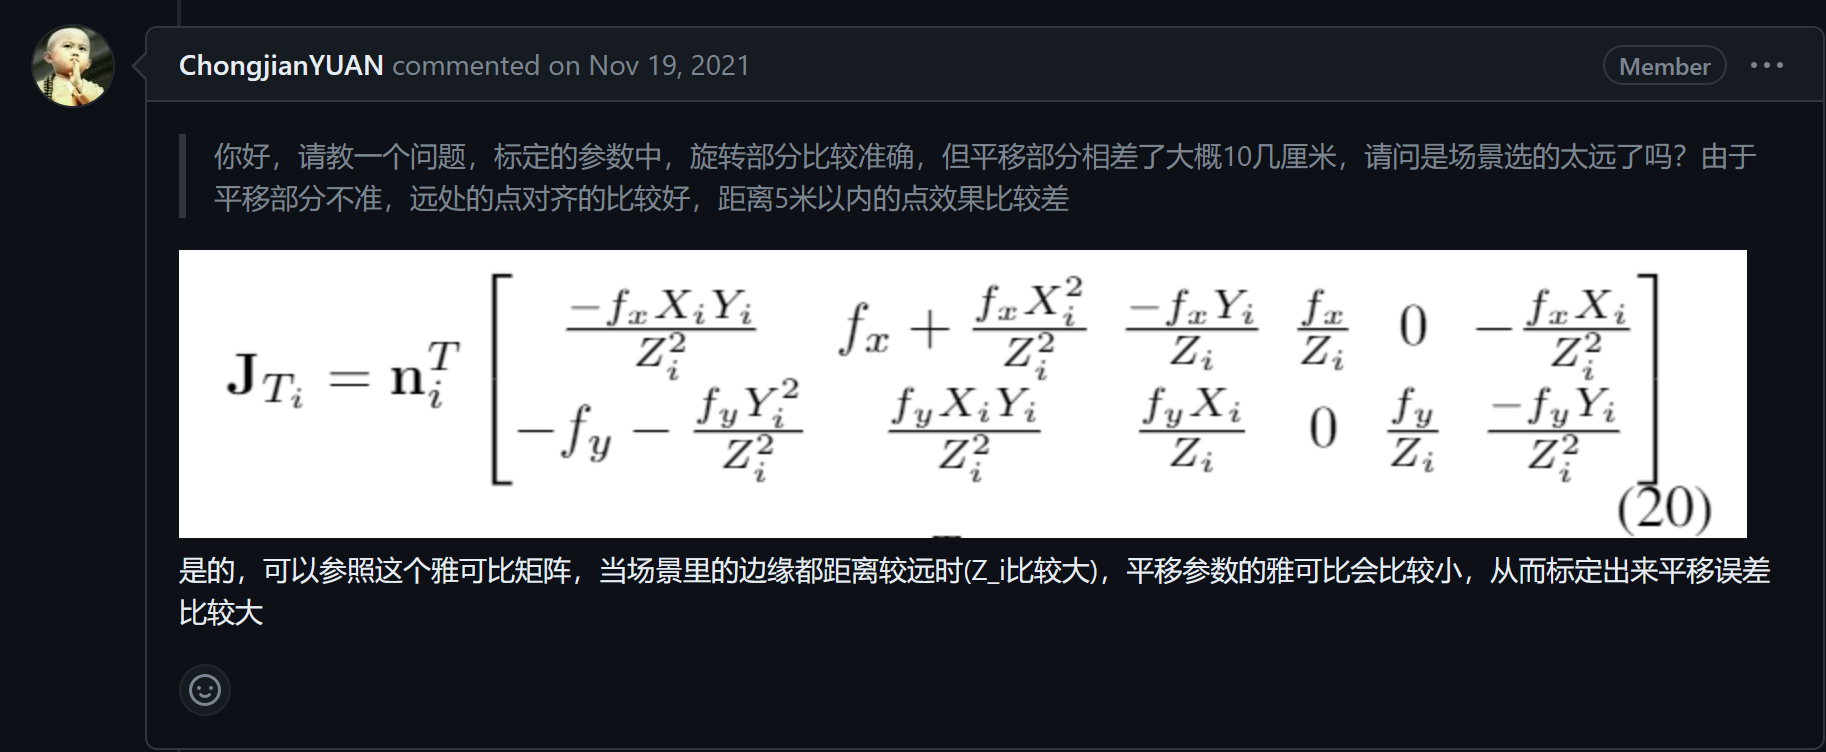 ChongjianYUAN commented on Nov 19, 2021 Member ...
你好，请教一个问题，标定的参数中，旋转部分比较准确，但平移部分相差了大概10几厘米，请问是场景选的太远了吗？由于
平移部分不准，远处的点对齐的比较好，距离5米以内的点效果比较差
$\mathbf{J}_{T_i} = \mathbf{n}_i^T \begin{bmatrix} \frac{-f_x X_i Y_i}{Z_i^2} & f_x + \frac{f_x X_i^2}{Z_i^2} & \frac{-f_x Y_i}{Z_i} & \frac{f_x}{Z_i} & 0 & -\frac{f_x X_i}{Z_i^2} \\ -f_y - \frac{f_y Y_i^2}{Z_i^2} & \frac{f_y X_i Y_i}{Z_i^2} & \frac{f_y X_i}{Z_i} & 0 & \frac{f_y}{Z_i} & \frac{-f_y Y_i}{Z_i^2} \end{bmatrix}$
(20)
是的，可以参照这个雅可比矩阵，当场景里的边缘都距离较远时(Z_i比较大)，平移参数的雅可比会比较小，从而标定出来平移误差
比较大